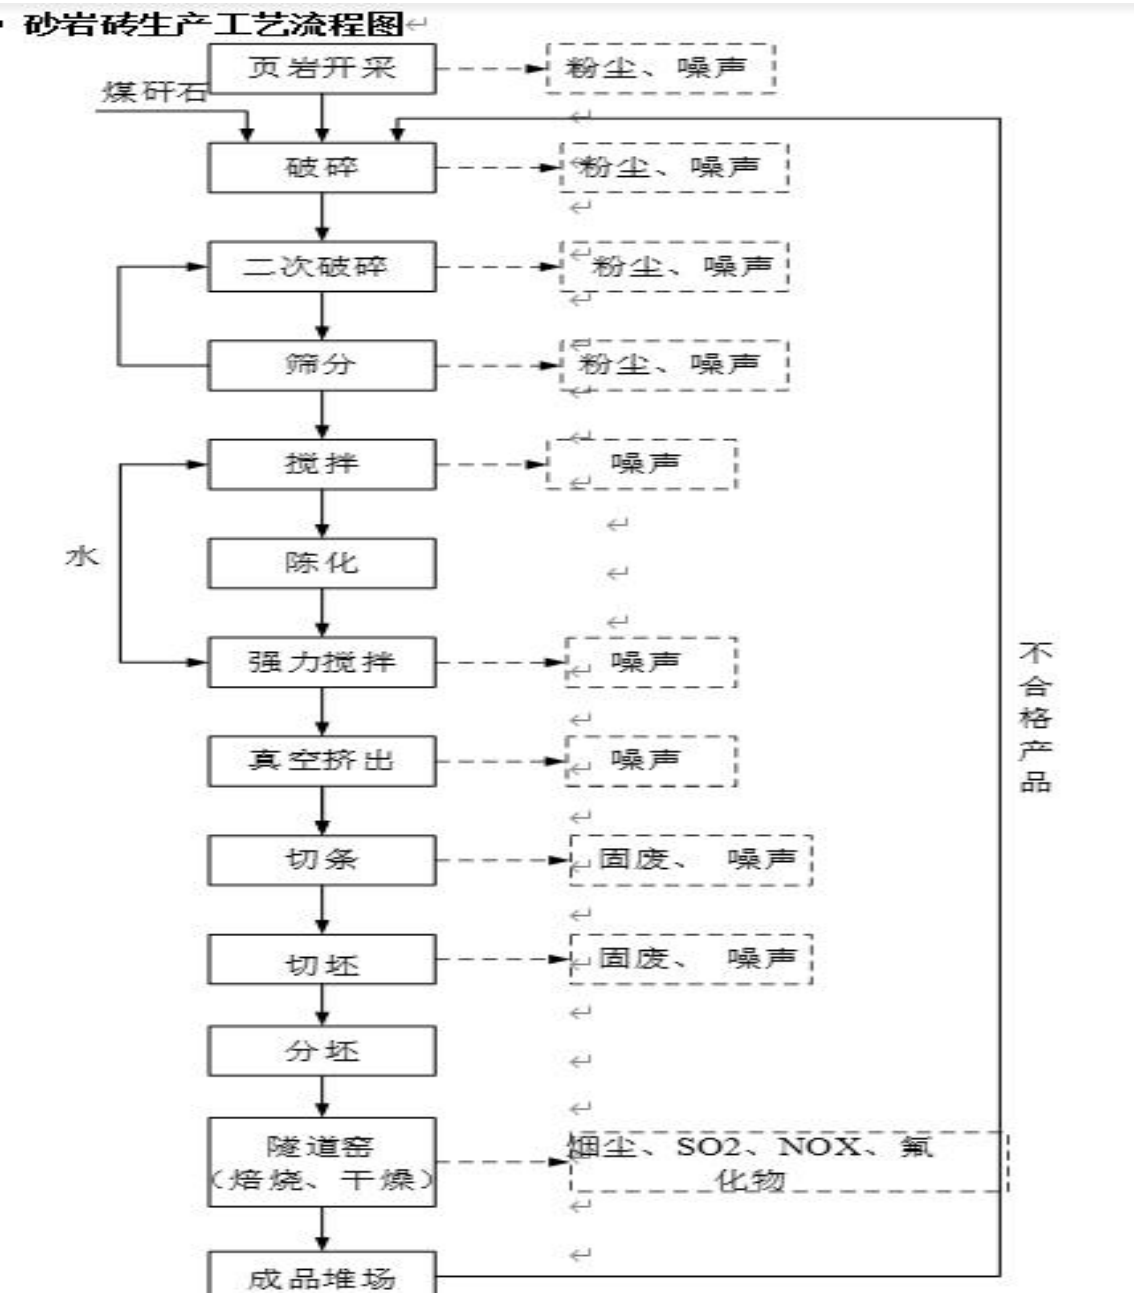 砂岩砖生产工艺流程图
页岩开采
粉尘、噪声
煤矸石
破碎
粉尘、噪声
二次破碎
粉尘、噪声
筛分
粉尘、噪声
搅拌
噪声
水
陈化
强力搅拌
噪声
不合格产品
真空挤出
噪声
切条
固废、 噪声
切坯
固废、 噪声
分坯
隧道窑
(焙烧、干燥)
烟尘、SO2、NOX、氟
化物
成品堆场